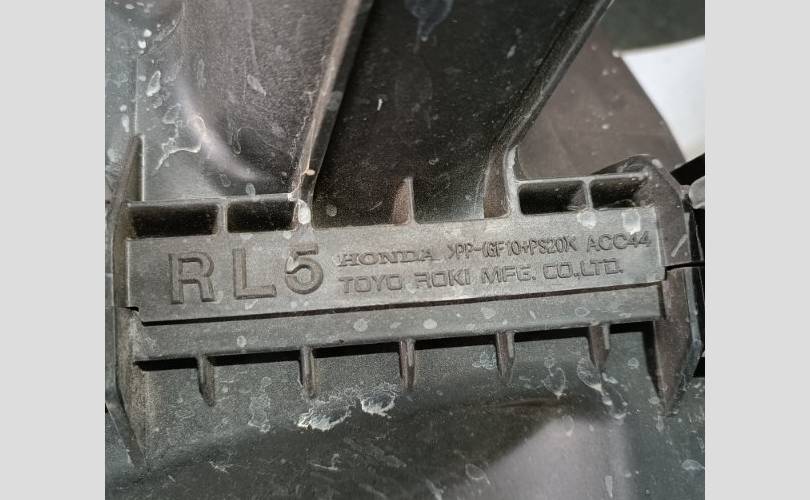 RL5
HONDA >PP-(GF10+PS20)< ACC44
TOYO ROKI MFG. CO.,LTD.